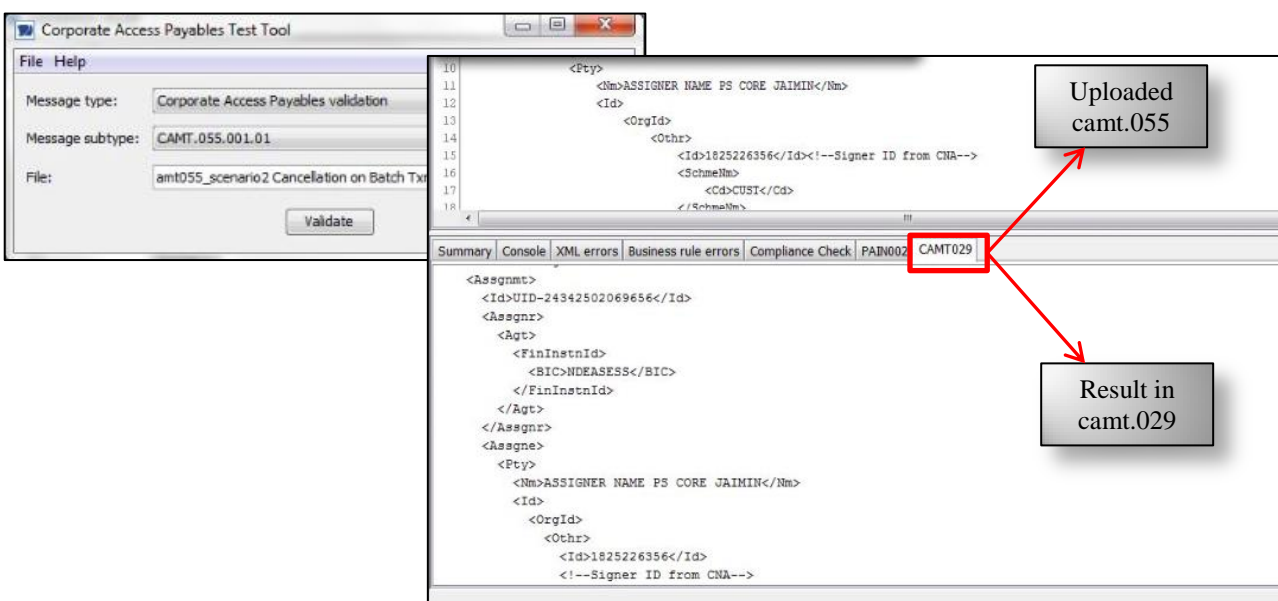 Corporate Access Payables Test Tool
File Help
Message type: Corporate Access Payables validation
Message subtype: CAMT.055.001.01
File: amt055_scenario2 Cancellation on Batch Txn
Validate
10 <Pty>
11 <Nm>ASSIGNER NAME PS CORE JAIMIN</Nm>
12 <Id>
13 <OrgId>
14 <Othr>
15 <Id>1825226356</Id><!--Signer ID from CNA-->
16 <SchmeNm>
17 <Cd>CUST</Cd>
18 </SchmeNm>
Uploaded
camt.055
Summary Console XML errors Business rule errors Compliance Check PAIN002 CAMT029
<Assgnmt>
<Id>UID-24342502069656</Id>
<Assgnr>
<Agt>
<FinInstnId>
<BIC>NDEASESS</BIC>
</FinInstnId>
</Agt>
</Assgnr>
<Assgne>
<Pty>
<Nm>ASSIGNER NAME PS CORE JAIMIN</Nm>
<Id>
<OrgId>
<Othr>
<Id>1825226356</Id>
<!--Signer ID from CNA-->
Result in
camt.029